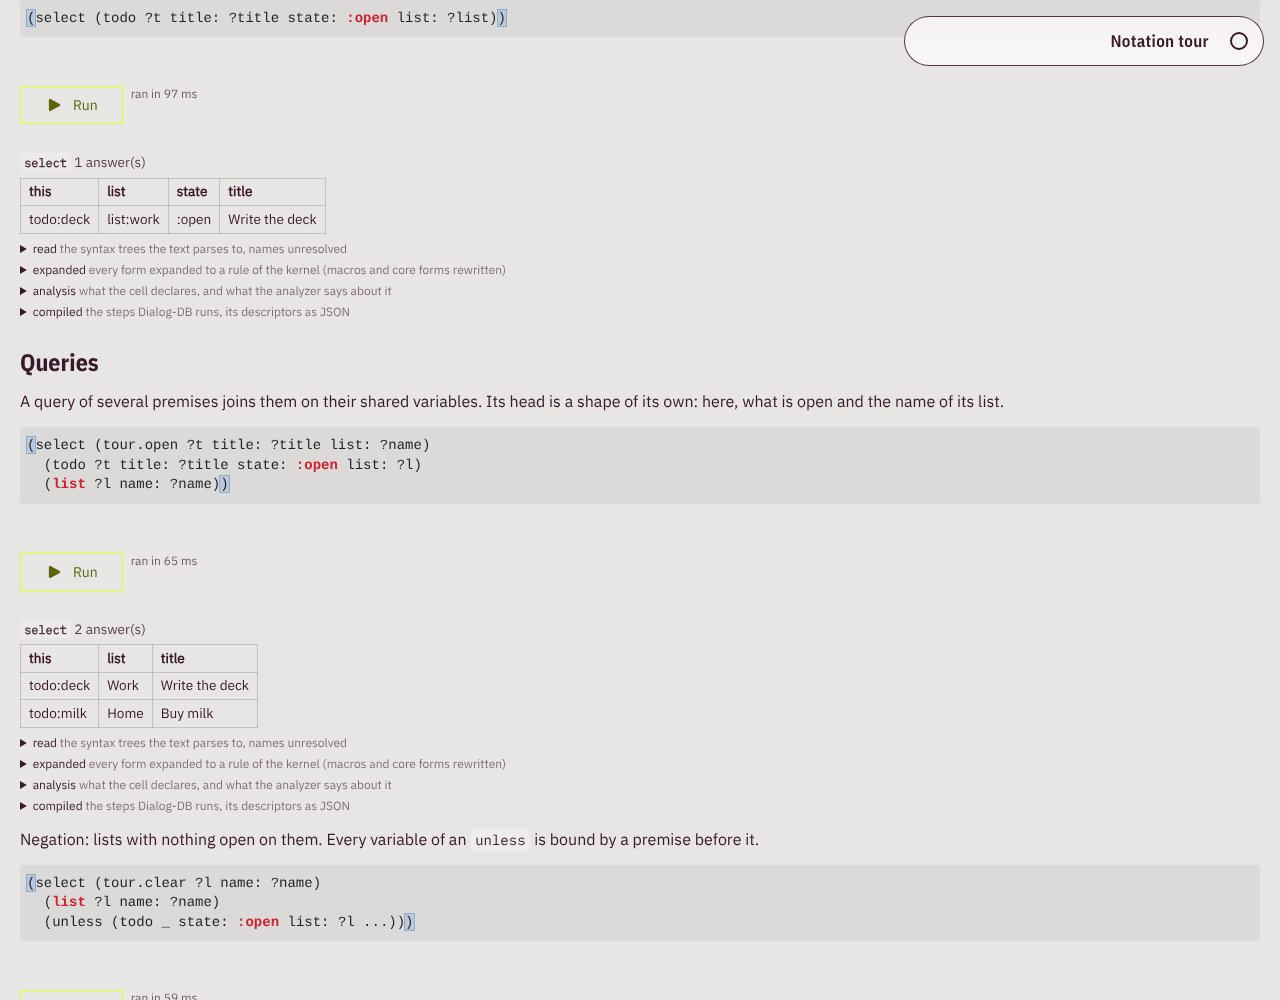 (select (todo ?t title: ?title state: :open list: ?list))
Notation tour
Run
ran in 97 ms
select 1 answer(s)
this list state title
todo:deck list:work :open Write the deck
read the syntax trees the text parses to, names unresolved
expanded every form expanded to a rule of the kernel (macros and core forms rewritten)
analysis what the cell declares, and what the analyzer says about it
compiled the steps Dialog-DB runs, its descriptors as JSON
Queries
A query of several premises joins them on their shared variables. Its head is a shape of its own: here, what is open and the name of its list.
(select (tour.open ?t title: ?title list: ?name)
(todo ?t title: ?title state: :open list: ?l)
(list ?l name: ?name))
Run
ran in 65 ms
select 2 answer(s)
this list title
todo:deck Work Write the deck
todo:milk Home Buy milk
read the syntax trees the text parses to, names unresolved
expanded every form expanded to a rule of the kernel (macros and core forms rewritten)
analysis what the cell declares, and what the analyzer says about it
compiled the steps Dialog-DB runs, its descriptors as JSON
Negation: lists with nothing open on them. Every variable of an unless is bound by a premise before it.
(select (tour.clear ?l name: ?name)
(list ?l name: ?name)
(unless (todo _ state: :open list: ?l ...)))
ran in 59 ms